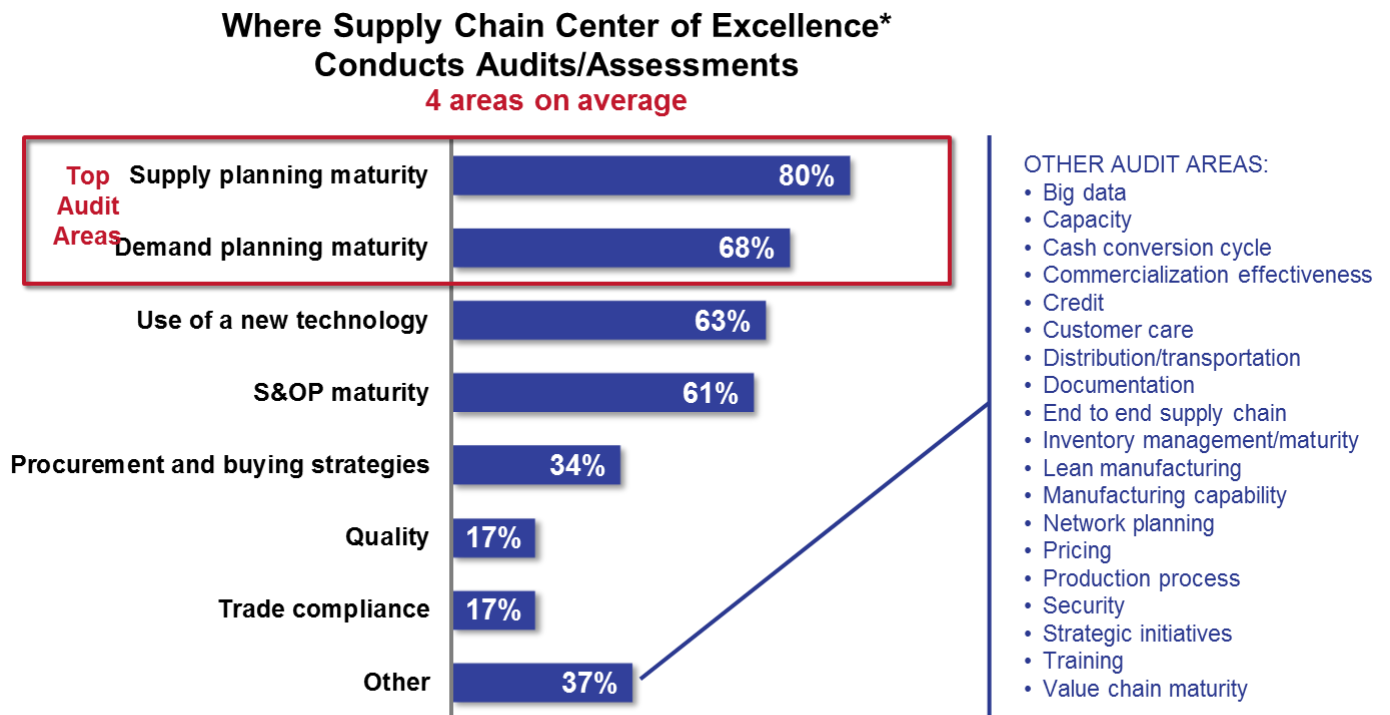 Where Supply Chain Center of Excellence*
Conducts Audits/Assessments
4 areas on average
Top
Audit
Areas
Supply planning maturity
80%
Demand planning maturity
68%
Use of a new technology
63%
S&OP maturity
61%
Procurement and buying strategies
34%
Quality
17%
Trade compliance
17%
Other
37%
OTHER AUDIT AREAS:
• Big data
• Capacity
• Cash conversion cycle
• Commercialization effectiveness
• Credit
• Customer care
• Distribution/transportation
• Documentation
• End to end supply chain
• Inventory management/maturity
• Lean manufacturing
• Manufacturing capability
• Network planning
• Pricing
• Production process
• Security
• Strategic initiatives
• Training
• Value chain maturity